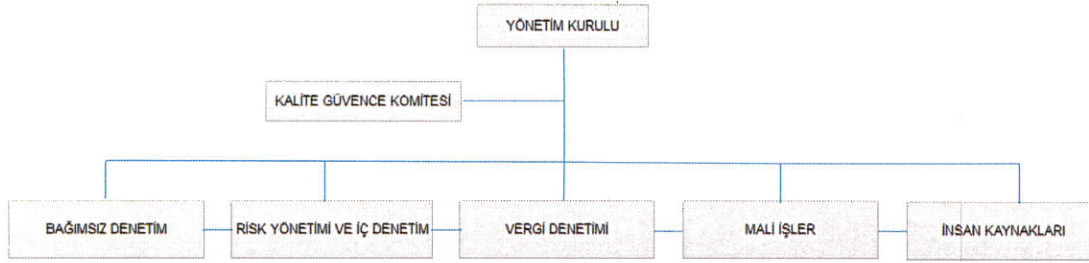 YÖNETİM KURULU
KALİTE GÜVENCE KOMİTESİ
BAĞIMSIZ DENETİM
RİSK YÖNETİMİ VE İÇ DENETİM
VERGİ DENETİMİ
MALİ İŞLER
İNSAN KAYNAKLARI